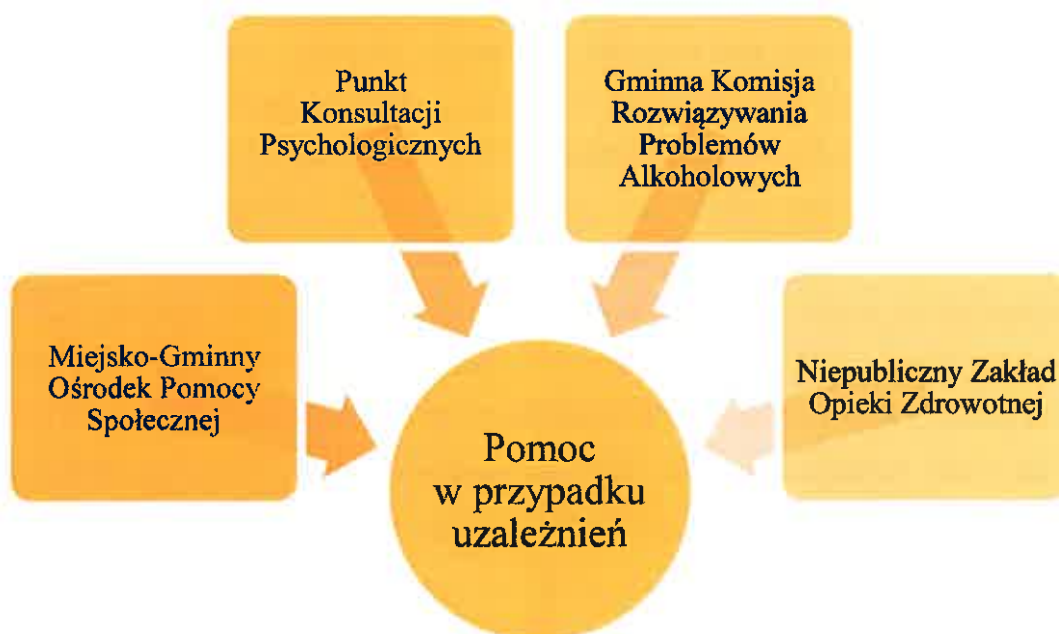 Punkt
Konsultacji
Psychologicznych
Gminna Komisja
Rozwiązywania
Problemów
Alkoholowych
Miejsko-Gminny
Ośrodek Pomocy
Społecznej
Niepubliczny Zakład
Opieki Zdrowotnej
Pomoc
w przypadku
uzależnień